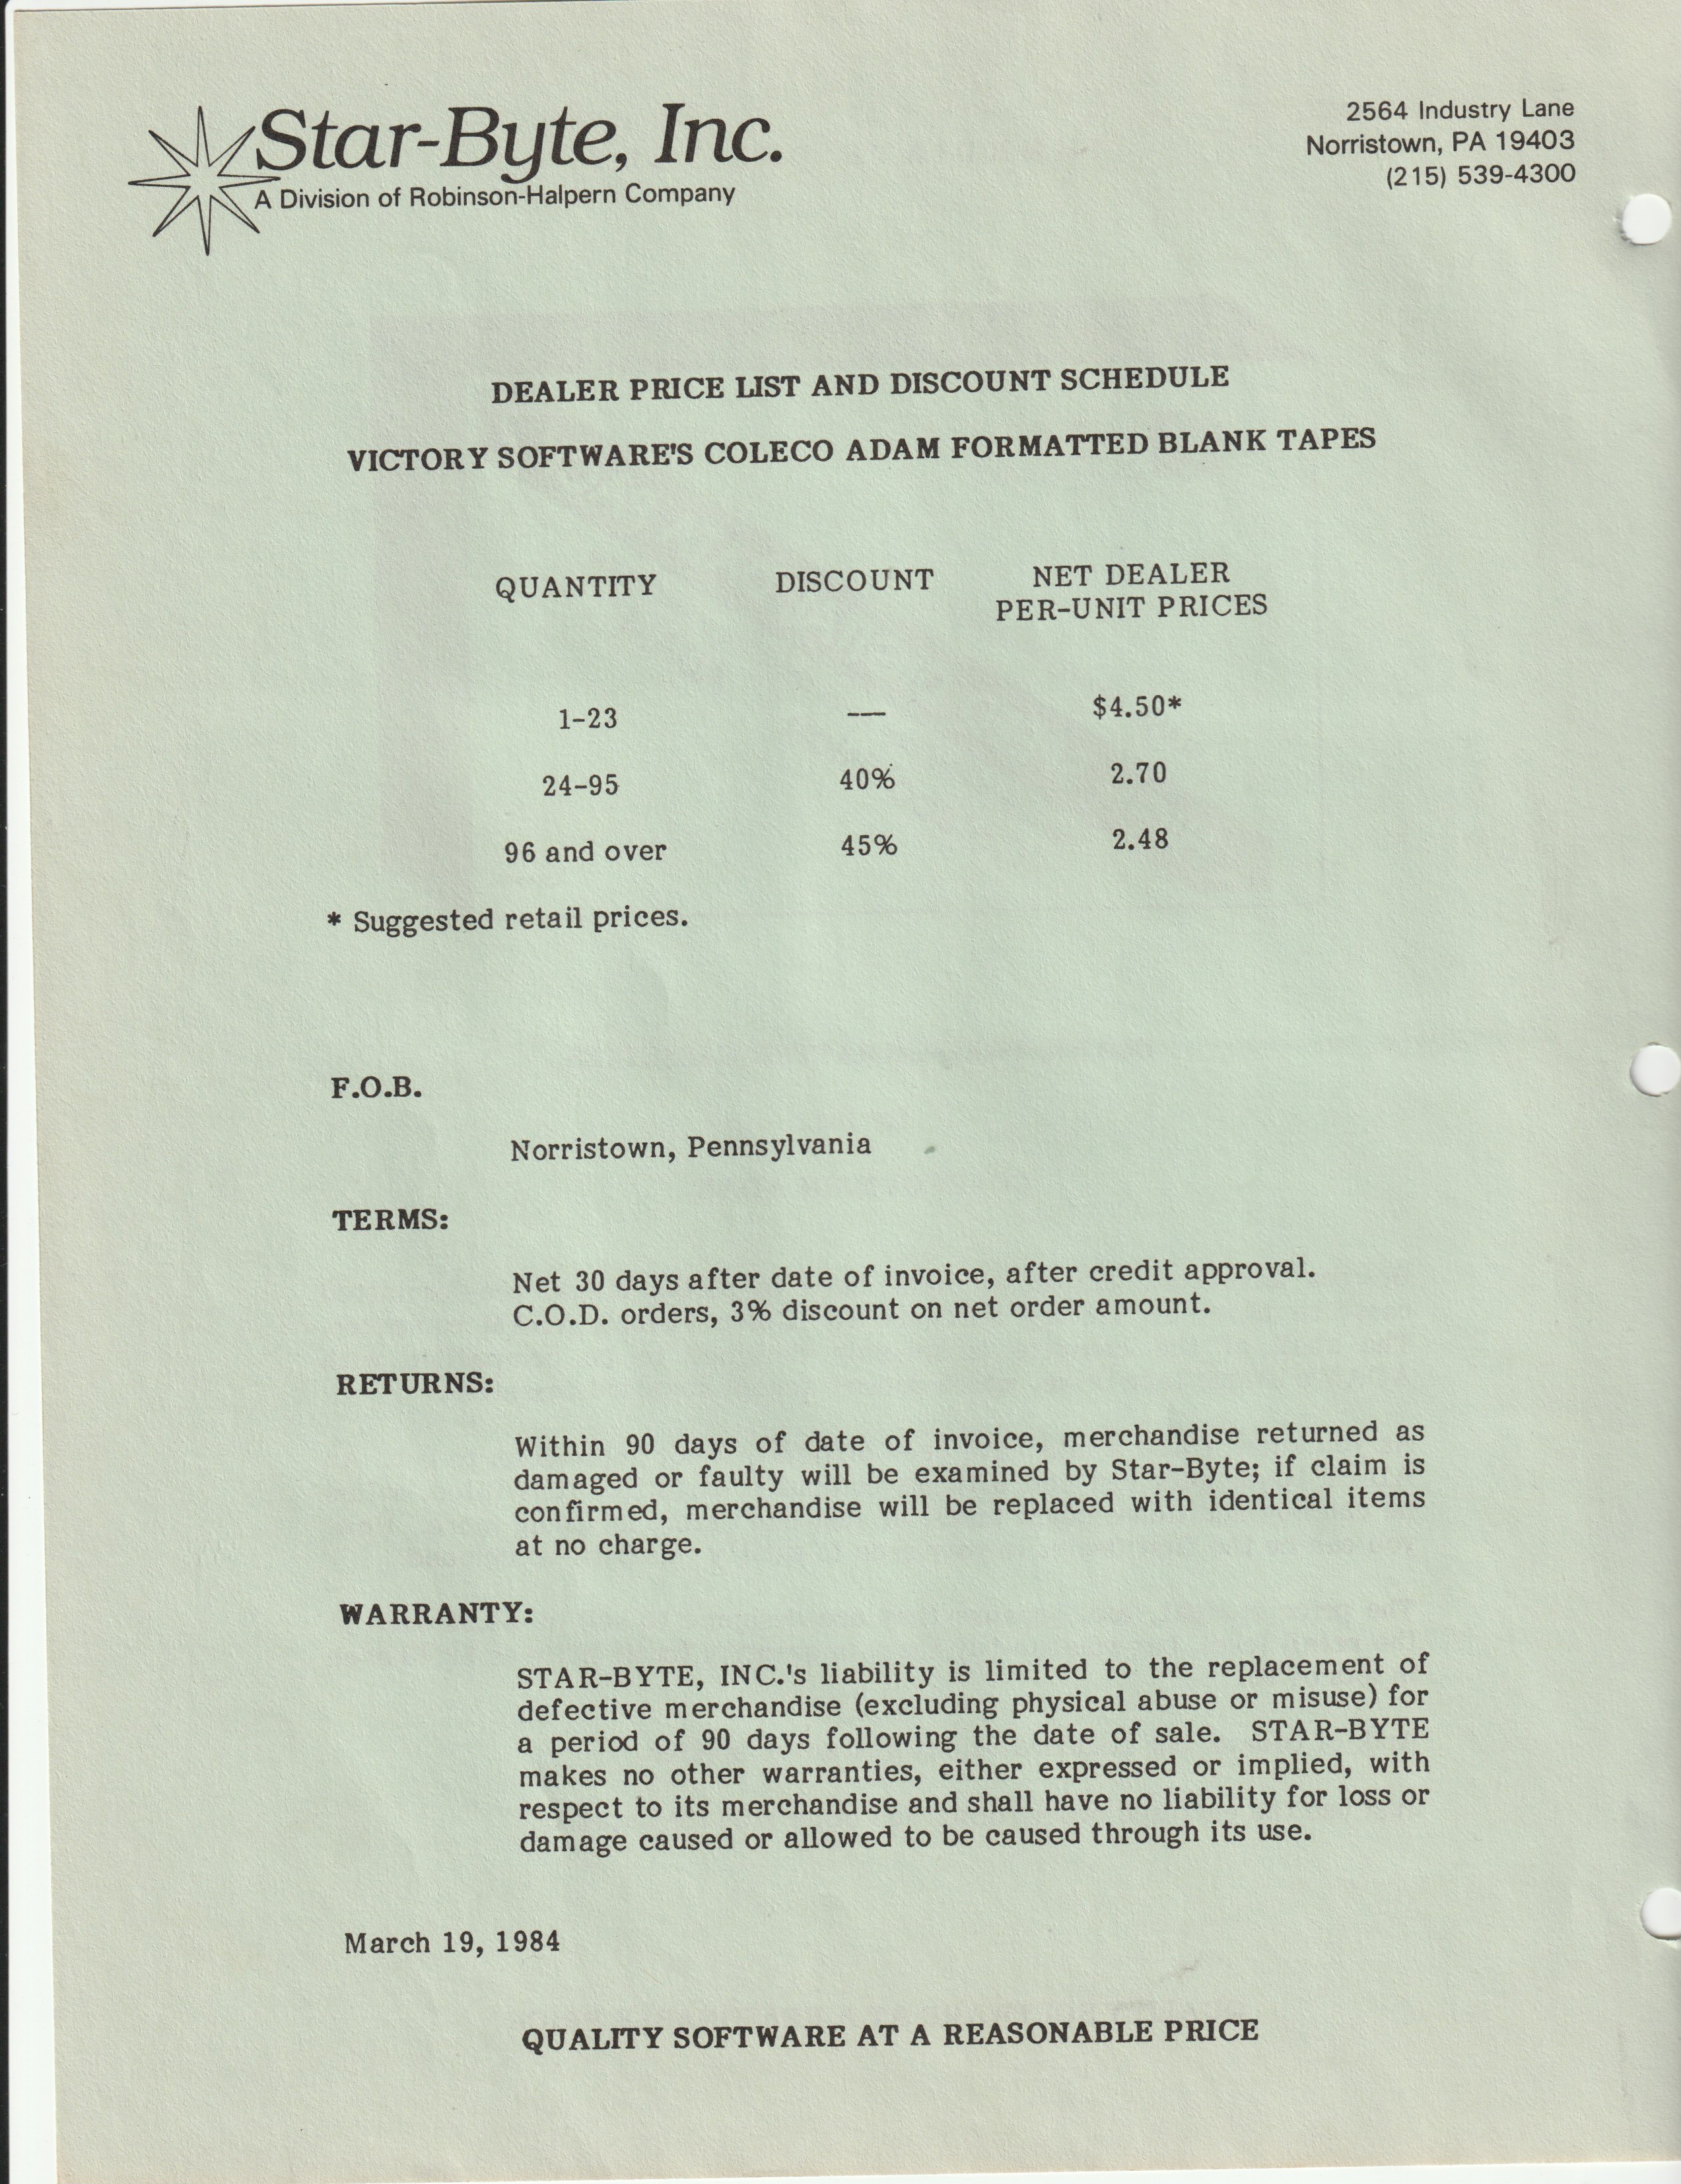 Star-Byte, Inc.
A Division of Robinson-Halpern Company
2564 Industry Lane
Norristown, PA 19403
(215) 539-4300
DEALER PRICE LIST AND DISCOUNT SCHEDULE
VICTORY SOFTWARE'S COLECO ADAM FORMATTED BLANK TAPES
QUANTITY DISCOUNT NET DEALER
PER-UNIT PRICES
1-23 — $4.50*
24-95 40% 2.70
96 and over 45% 2.48
* Suggested retail prices.
F.O.B.
Norristown, Pennsylvania
TERMS:
Net 30 days after date of invoice, after credit approval.
C.O.D. orders, 3% discount on net order amount.
RETURNS:
Within 90 days of date of invoice, merchandise returned as
damaged or faulty will be examined by Star-Byte; if claim is
confirmed, merchandise will be replaced with identical items
at no charge.
WARRANTY:
STAR-BYTE, INC.'s liability is limited to the replacement of
defective merchandise (excluding physical abuse or misuse) for
a period of 90 days following the date of sale. STAR-BYTE
makes no other warranties, either expressed or implied, with
respect to its merchandise and shall have no liability for loss or
damage caused or allowed to be caused through its use.
March 19, 1984
QUALITY SOFTWARE AT A REASONABLE PRICE